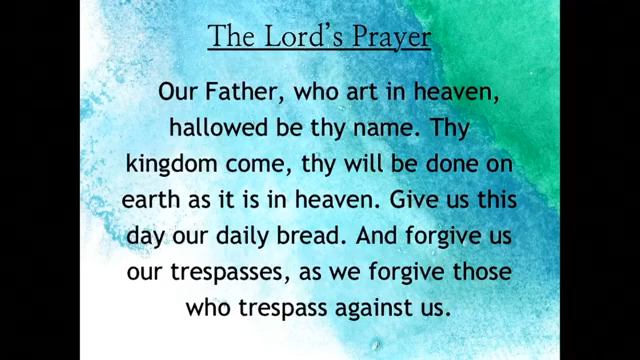 The Lord's Prayer
Our Father, who art in heaven,
hallowed be thy name. Thy
kingdom come, thy will be done on
earth as it is in heaven. Give us this
day our daily bread. And forgive us
our trespasses, as we forgive those
who trespass against us.